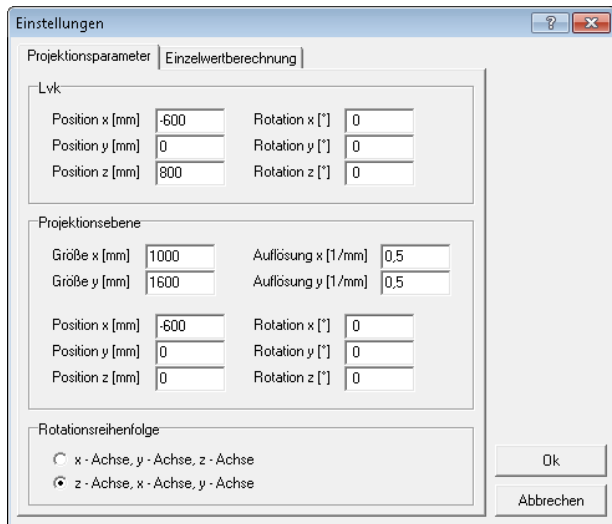 Einstellungen
Projektionsparameter Einzelwertberechnung
Lvk
Position x [mm] -600 Rotation x [°] 0
Position y [mm] 0 Rotation y [°] 0
Position z [mm] 800 Rotation z [°] 0
Projektionsebene
Größe x [mm] 1000 Auflösung x [1/mm] 0,5
Größe y [mm] 1600 Auflösung y [1/mm] 0,5
Position x [mm] -600 Rotation x [°] 0
Position y [mm] 0 Rotation y [°] 0
Position z [mm] 0 Rotation z [°] 0
Rotationsreihenfolge
x - Achse, y - Achse, z - Achse
z - Achse, x - Achse, y - Achse
Ok
Abbrechen